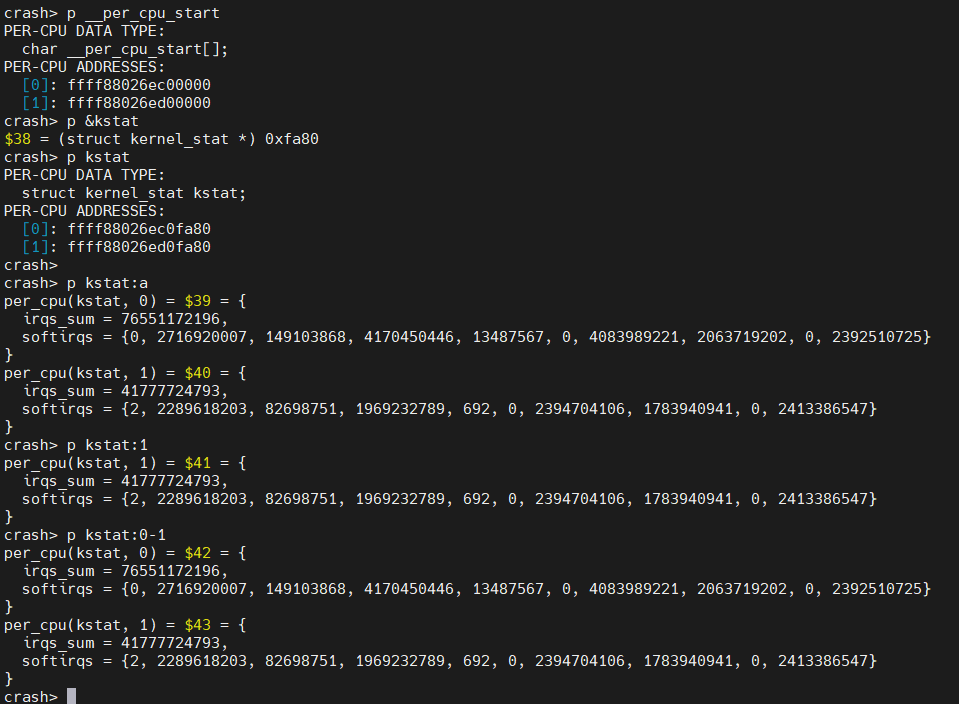 crash> p __per_cpu_start
PER-CPU DATA TYPE:
  char __per_cpu_start[];
PER-CPU ADDRESSES:
  [0]: ffff88026ec00000
  [1]: ffff88026ed00000
crash> p &kstat
$38 = (struct kernel_stat *) 0xfa80
crash> p kstat
PER-CPU DATA TYPE:
  struct kernel_stat kstat;
PER-CPU ADDRESSES:
  [0]: ffff88026ec0fa80
  [1]: ffff88026ed0fa80
crash>
crash> p kstat:a
per_cpu(kstat, 0) = $39 = {
  irqs_sum = 76551172196,
  softirqs = {0, 2716920007, 149103868, 4170450446, 13487567, 0, 4083989221, 2063719202, 0, 2392510725}
}
per_cpu(kstat, 1) = $40 = {
  irqs_sum = 41777724793,
  softirqs = {2, 2289618203, 82698751, 1969232789, 692, 0, 2394704106, 1783940941, 0, 2413386547}
}
crash> p kstat:1
per_cpu(kstat, 1) = $41 = {
  irqs_sum = 41777724793,
  softirqs = {2, 2289618203, 82698751, 1969232789, 692, 0, 2394704106, 1783940941, 0, 2413386547}
}
crash> p kstat:0-1
per_cpu(kstat, 0) = $42 = {
  irqs_sum = 76551172196,
  softirqs = {0, 2716920007, 149103868, 4170450446, 13487567, 0, 4083989221, 2063719202, 0, 2392510725}
}
per_cpu(kstat, 1) = $43 = {
  irqs_sum = 41777724793,
  softirqs = {2, 2289618203, 82698751, 1969232789, 692, 0, 2394704106, 1783940941, 0, 2413386547}
}
crash>